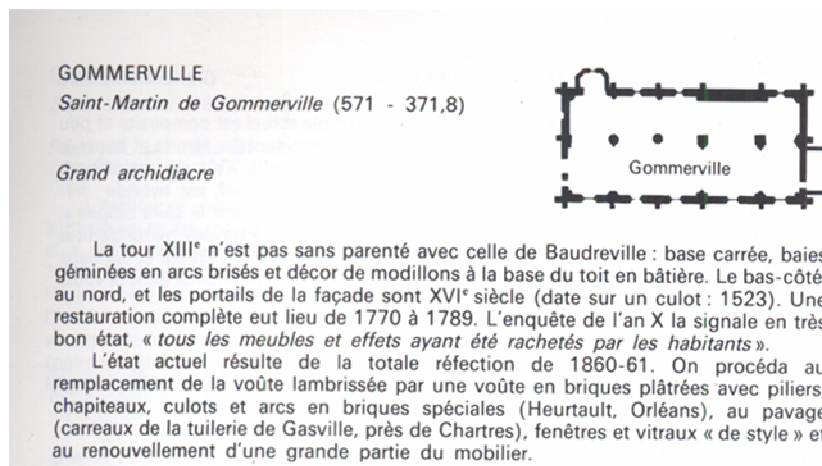 GOMMERVILLE
Saint-Martin de Gommerville (571 - 371,8)
Grand archidiacre
Gommerville
La tour XIIIᵉ n'est pas sans parenté avec celle de Baudreville : base carrée, baies
géminées en arcs brisés et décor de modillons à la base du toit en bâtière. Le bas-côté
au nord, et les portails de la façade sont XVIᵉ siècle (date sur un culot : 1523). Une
restauration complète eut lieu de 1770 à 1789. L'enquête de l'an X la signale en très
bon état, « tous les meubles et effets ayant été rachetés par les habitants ».
L'état actuel résulte de la totale réfection de 1860-61. On procéda au
remplacement de la voûte lambrissée par une voûte en briques plâtrées avec piliers,
chapiteaux, culots et arcs en briques spéciales (Heurtault, Orléans), au pavage
(carreaux de la tuilerie de Gasville, près de Chartres), fenêtres et vitraux « de style » et
au renouvellement d'une grande partie du mobilier.